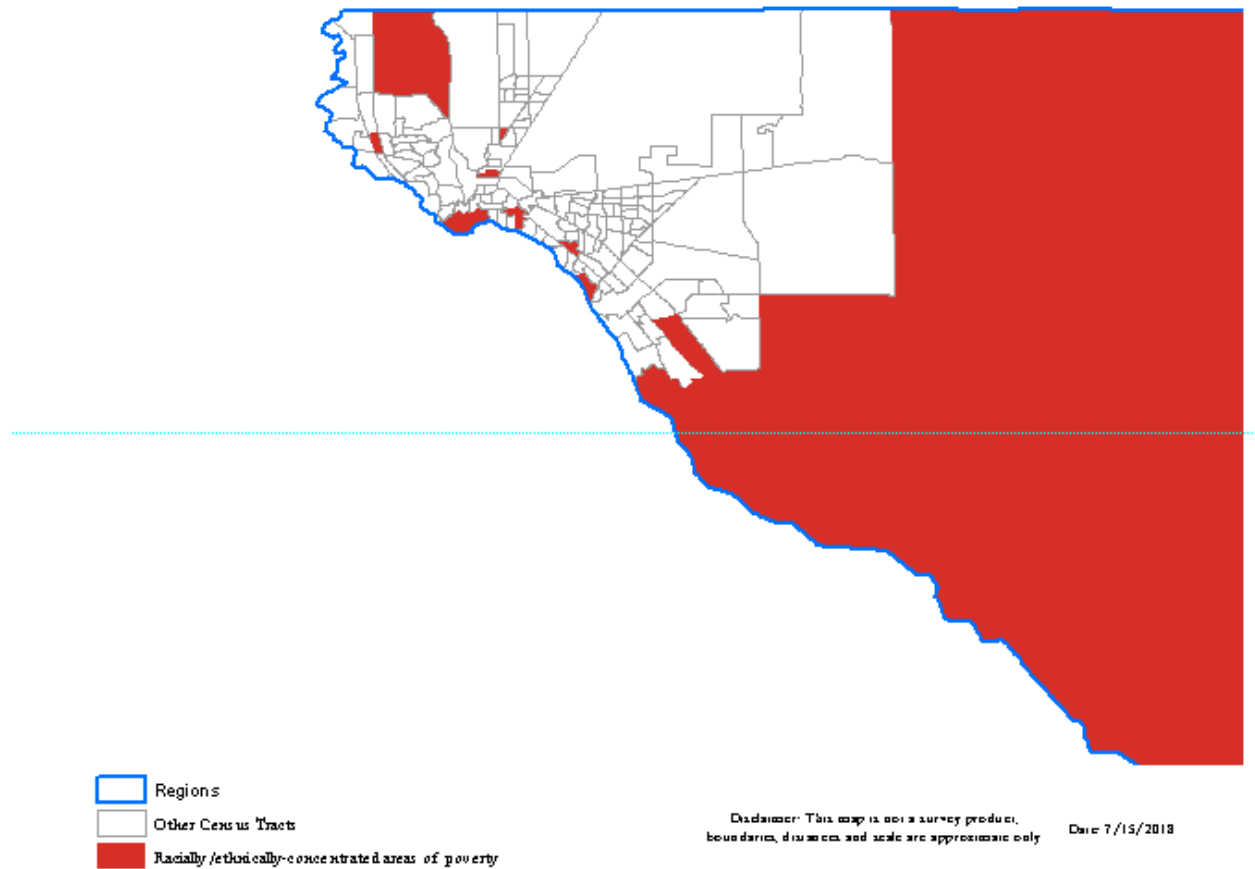 Regions
Other Census Tracts
Racially/ethnically-concentrated areas of poverty
Disclaimer: This map is not a survey product,
boundaries, distances and scale are approximate only
Date: 7/15/2018